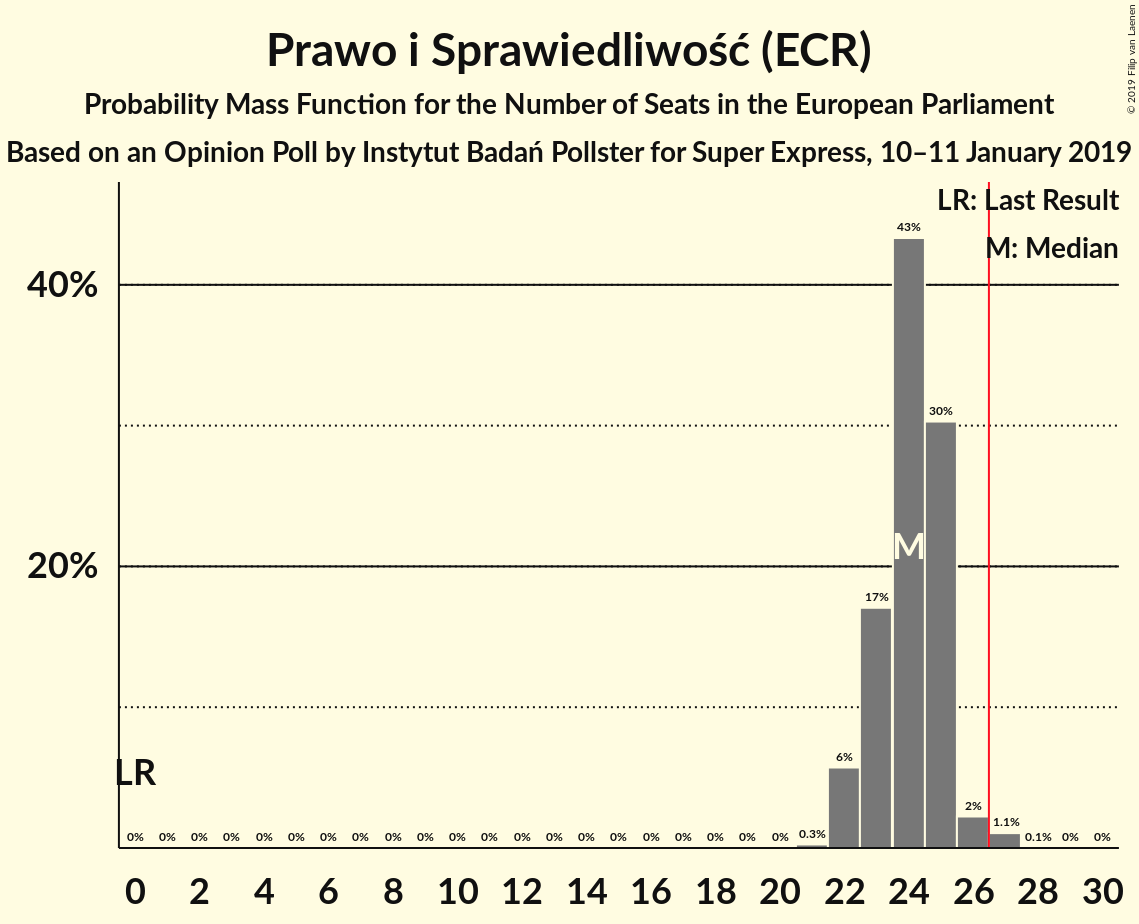 Prawo i Sprawiedliwość (ECR)
Probability Mass Function for the Number of Seats in the European Parliament
Based on an Opinion Poll by Instytut Badań Pollster for Super Express, 10–11 January 2019
© 2019 Filip van Laenen
LR: Last Result
M: Median
43%
40%
30%
M
20%
17%
LR
6%
2%
1.1%
0% 0% 0% 0% 0% 0% 0% 0% 0% 0% 0% 0% 0% 0% 0% 0% 0% 0% 0% 0% 0% 0.3% 0.1% 0% 0%
0 2 4 6 8 10 12 14 16 18 20 22 24 26 28 30